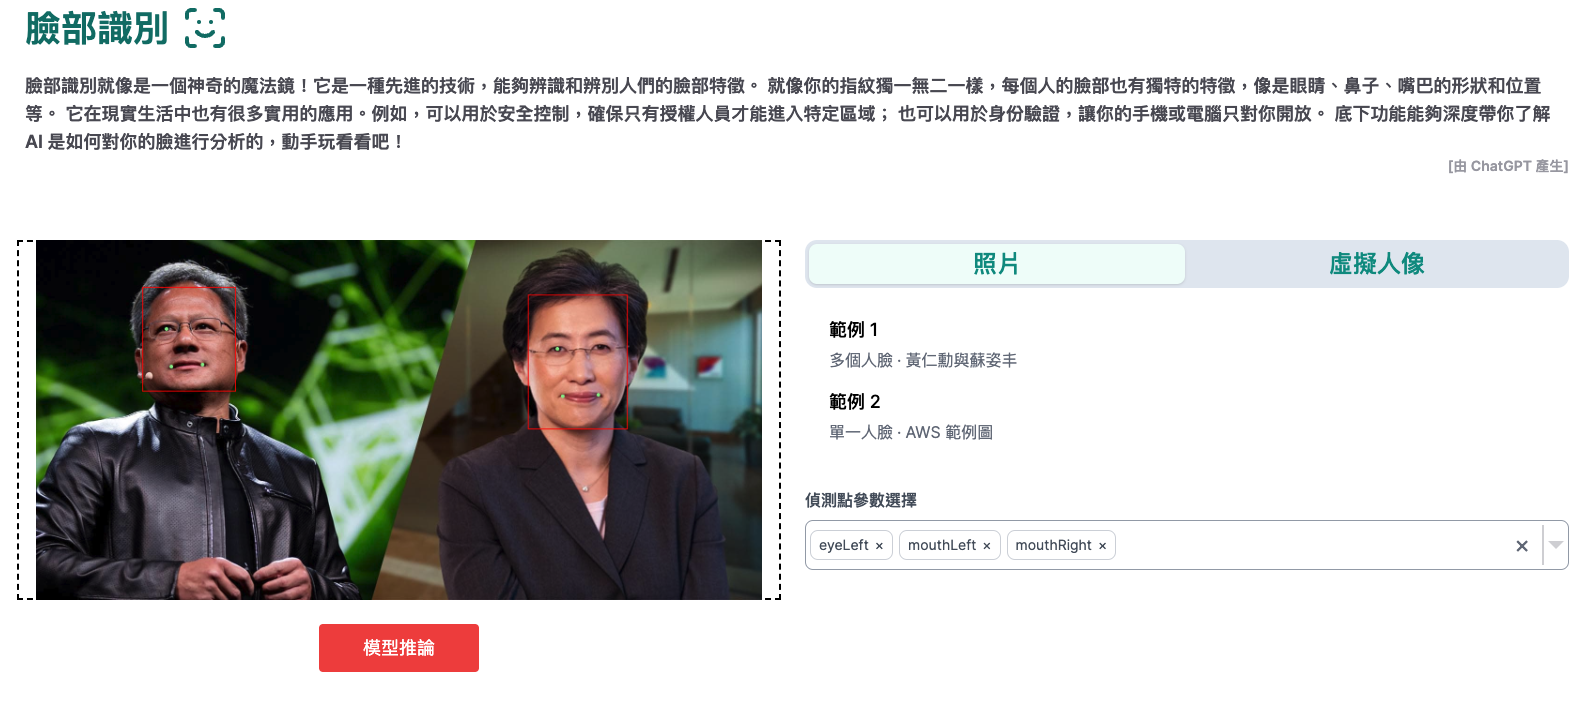 臉部識別
臉部識別就像是一個神奇的魔法鏡！它是一種先進的技術，能夠辨識和辨別人們的臉部特徵。 就像你的指紋獨一無二一樣，每個人的臉部也有獨特的特徵，像是眼睛、鼻子、嘴巴的形狀和位置
等。 它在現實生活中也有很多實用的應用。例如，可以用於安全控制，確保只有授權人員才能進入特定區域； 也可以用於身份驗證，讓你的手機或電腦只對你開放。 底下功能能夠深度帶你了解
AI 是如何對你的臉進行分析的，動手玩看看吧！
[由 ChatGPT 產生]
照片
虛擬人像
範例 1
多個人臉 · 黃仁勳與蘇姿丰
範例 2
單一人臉 · AWS 範例圖
偵測點參數選擇
eyeLeft × mouthLeft × mouthRight ×
模型推論